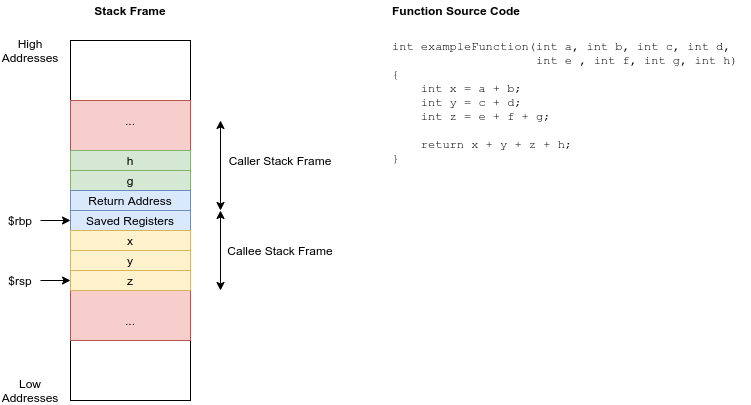 Stack Frame
High
Addresses
...
h
g
Return Address
$rbp
Saved Registers
x
y
$rsp
z
...
Low
Addresses
Caller Stack Frame
Callee Stack Frame
Function Source Code
int exampleFunction(int a, int b, int c, int d,
int e , int f, int g, int h)
{
int x = a + b;
int y = c + d;
int z = e + f + g;
return x + y + z + h;
}